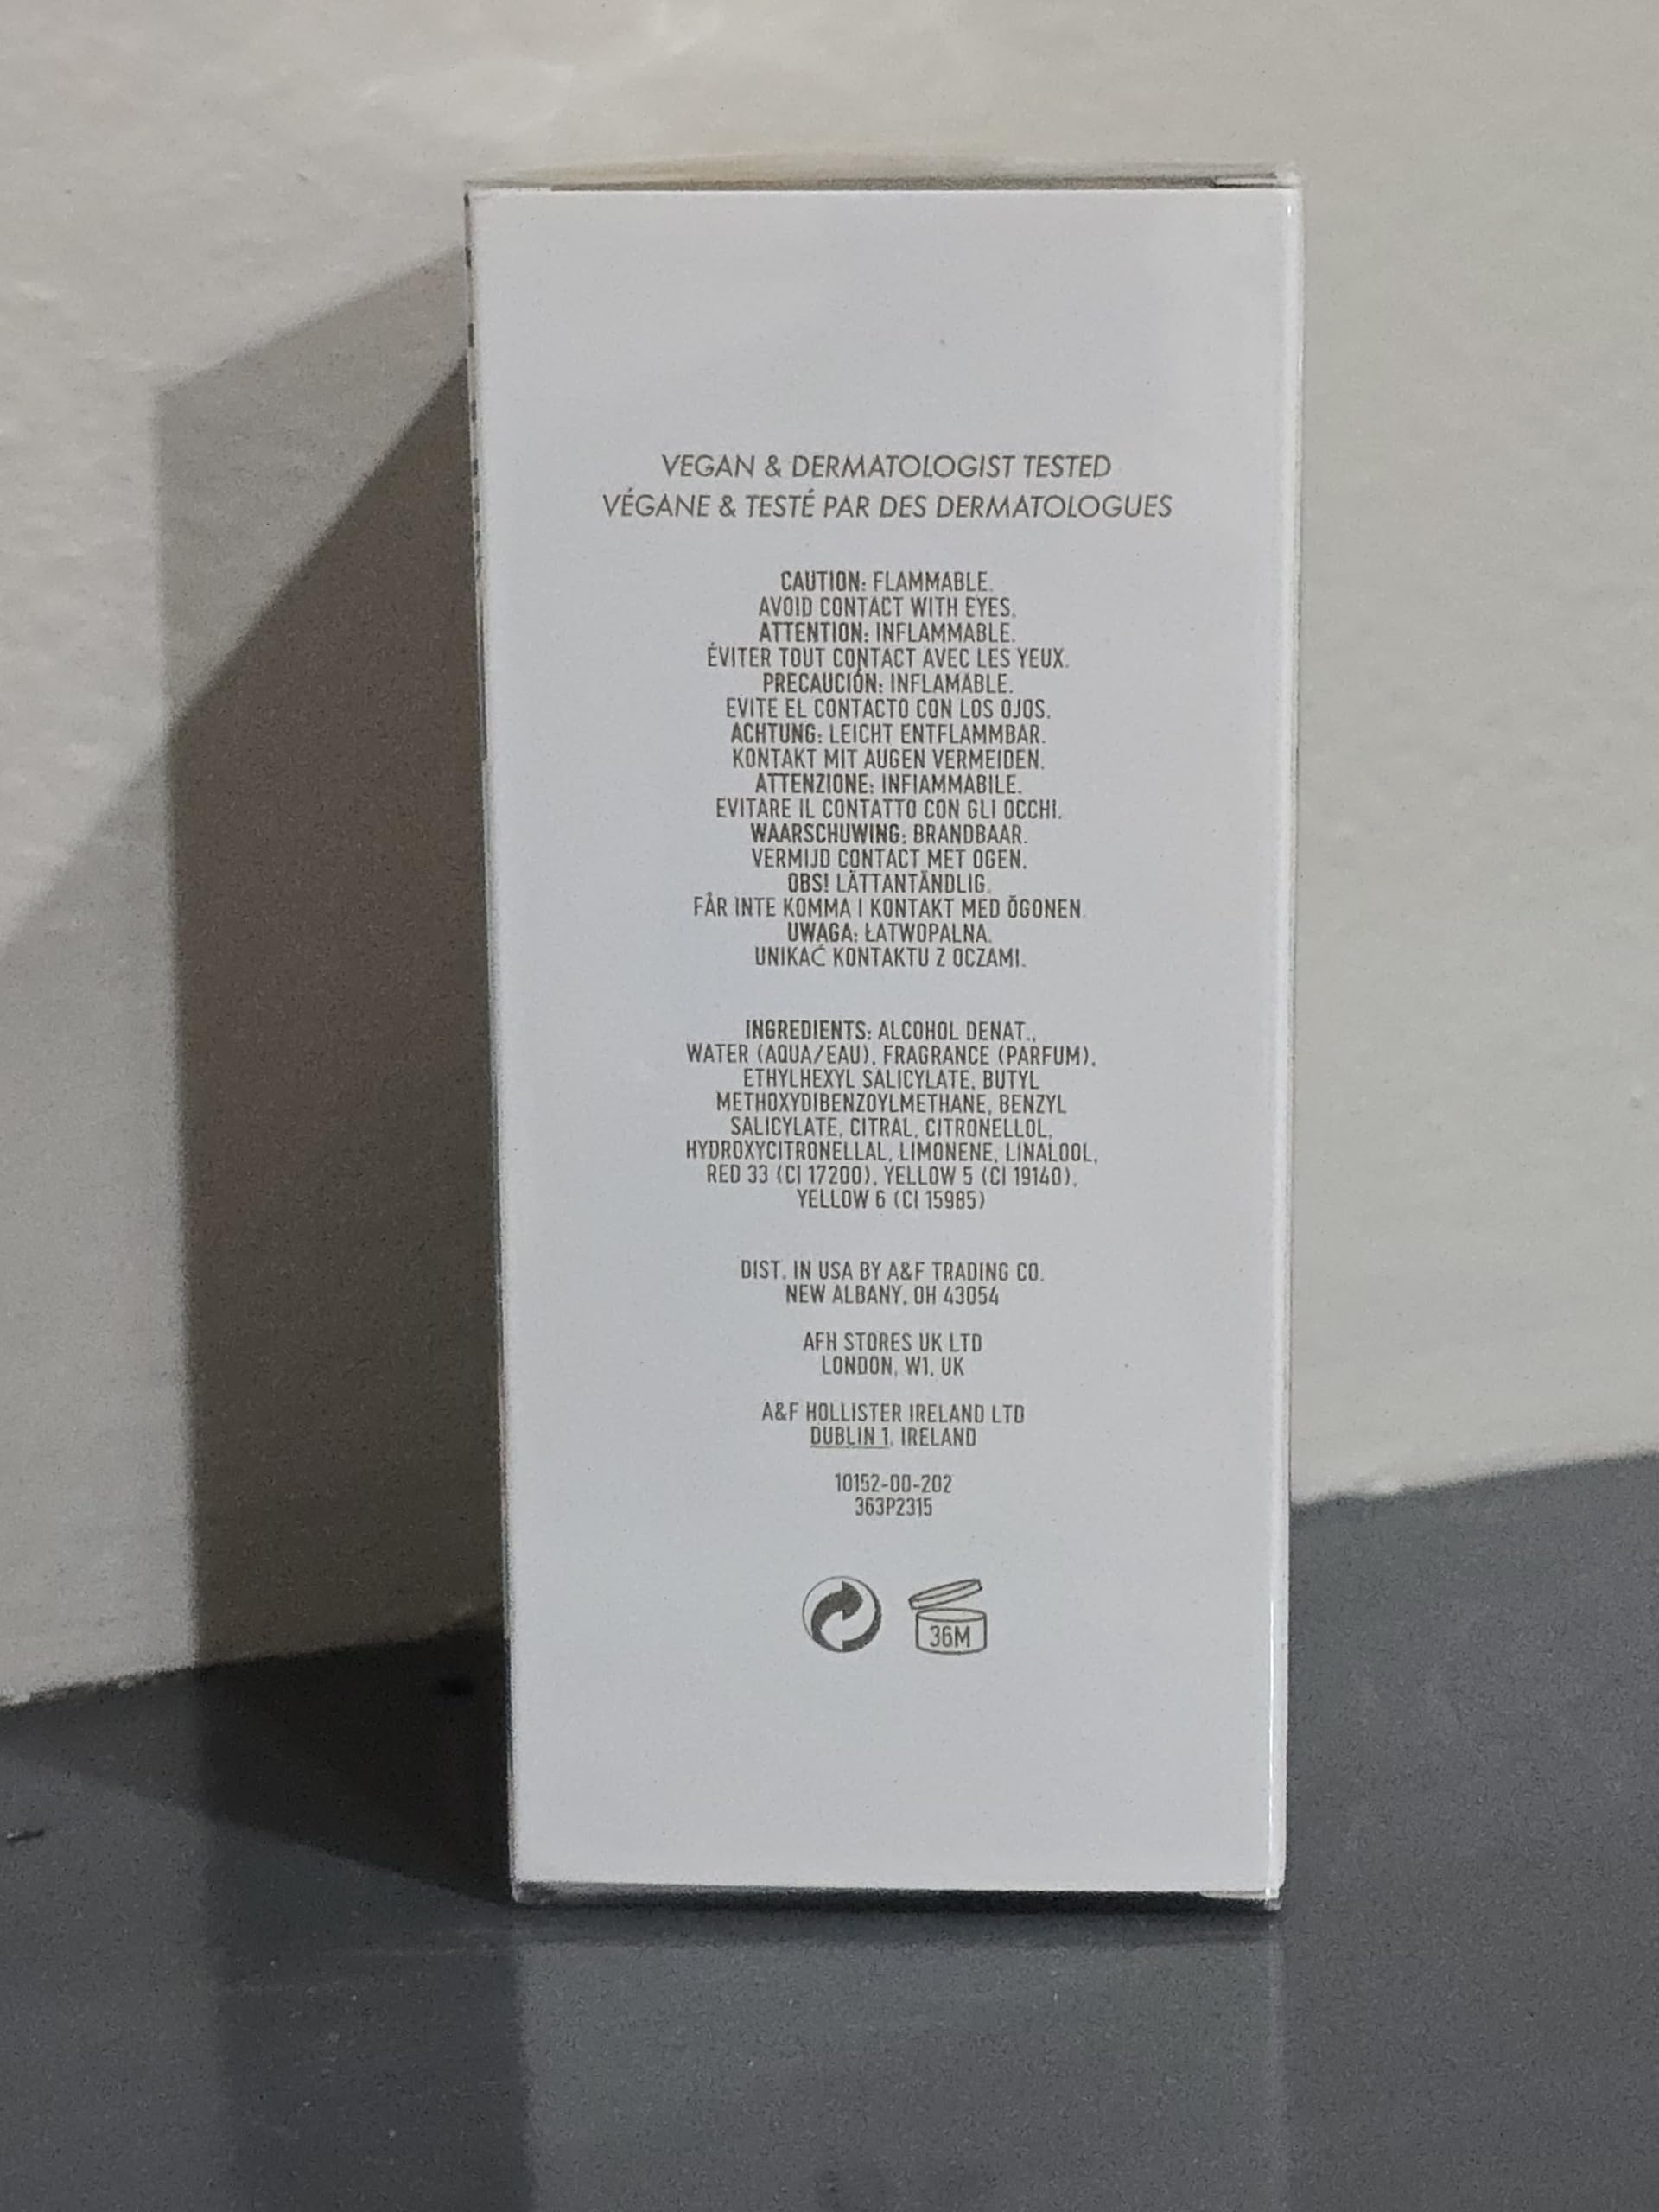 VEGAN & DERMATOLOGIST TESTED
VÉGANE & TESTÉ PAR DES DERMATOLOGUES
CAUTION: FLAMMABLE.
AVOID CONTACT WITH EYES.
ATTENTION: INFLAMMABLE.
ÉVITER TOUT CONTACT AVEC LES YEUX.
PRECAUCIÓN: INFLAMABLE.
EVITE EL CONTACTO CON LOS OJOS.
ACHTUNG: LEICHT ENTFLAMMBAR.
KONTAKT MIT AUGEN VERMEIDEN.
ATTENZIONE: INFIAMMABILE.
EVITARE IL CONTATTO CON GLI OCCHI.
WAARSCHUWING: BRANDBAAR.
VERMIJD CONTACT MET OGEN.
OBS! LÄTTANTÄNDLIG.
FÅR INTE KOMMA I KONTAKT MED ÖGONEN.
UWAGA: ŁATWOPALNA.
UNIKAĆ KONTAKTU Z OCZAMI.
INGREDIENTS: ALCOHOL DENAT.,
WATER (AQUA/EAU), FRAGRANCE (PARFUM),
ETHYLHEXYL SALICYLATE, BUTYL
METHOXYDIBENZOYLMETHANE, BENZYL
SALICYLATE, CITRAL, CITRONELLOL,
HYDROXYCITRONELLAL, LIMONENE, LINALOOL,
RED 33 (CI 17200), YELLOW 5 (CI 19140),
YELLOW 6 (CI 15985)
DIST. IN USA BY A&F TRADING CO.
NEW ALBANY, OH 43054
AFH STORES UK LTD
LONDON, W1, UK
A&F HOLLISTER IRELAND LTD
DUBLIN 1, IRELAND
10152-00-202
363P2315
36M